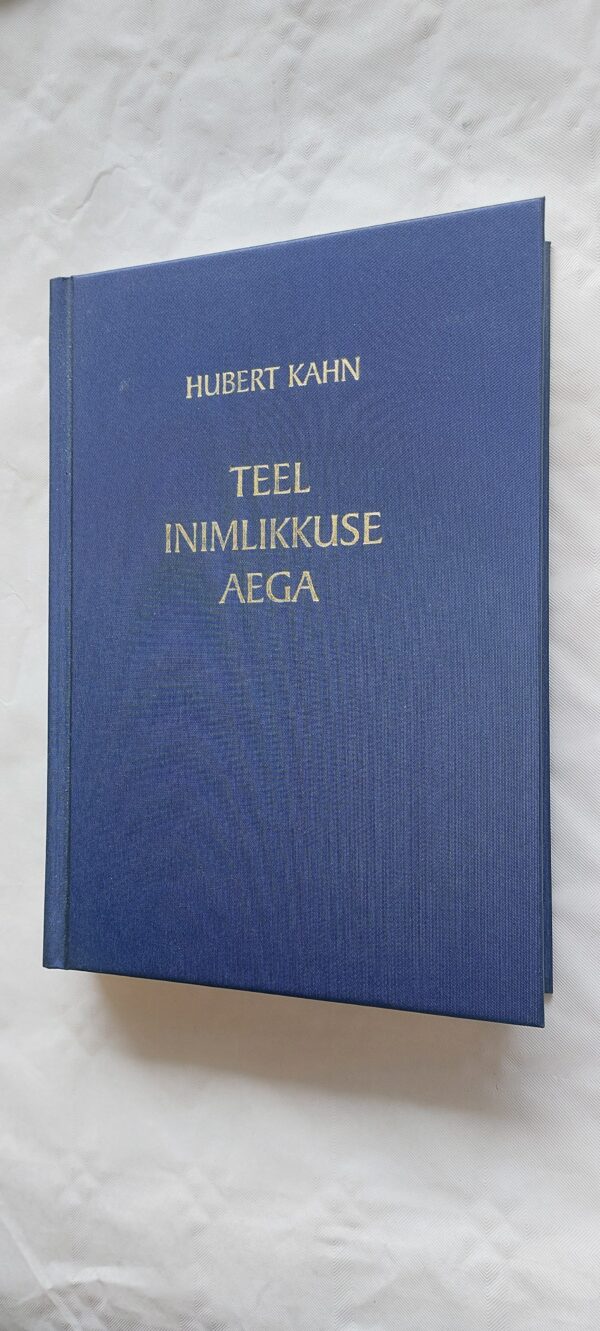 HUBERT KAHN
TEEL
INIMLIKKUSE
AEGA